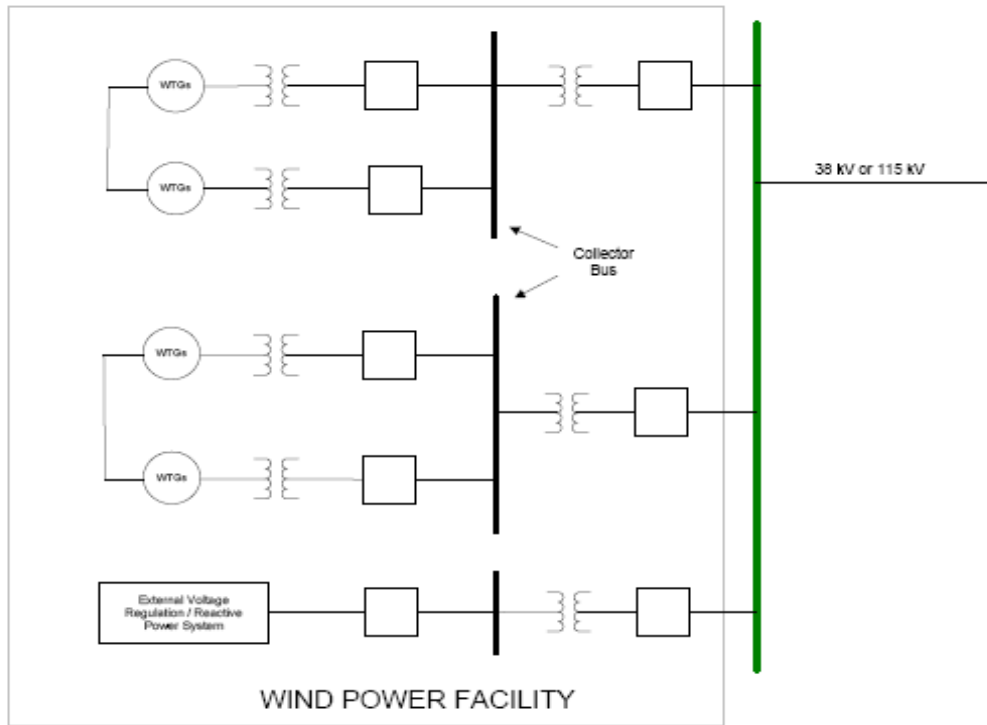 WTGs
WTGs
38 kV or 115 kV
Collector
Bus
WTGs
WTGs
External Voltage
Regulation / Reactive
Power System
WIND POWER FACILITY